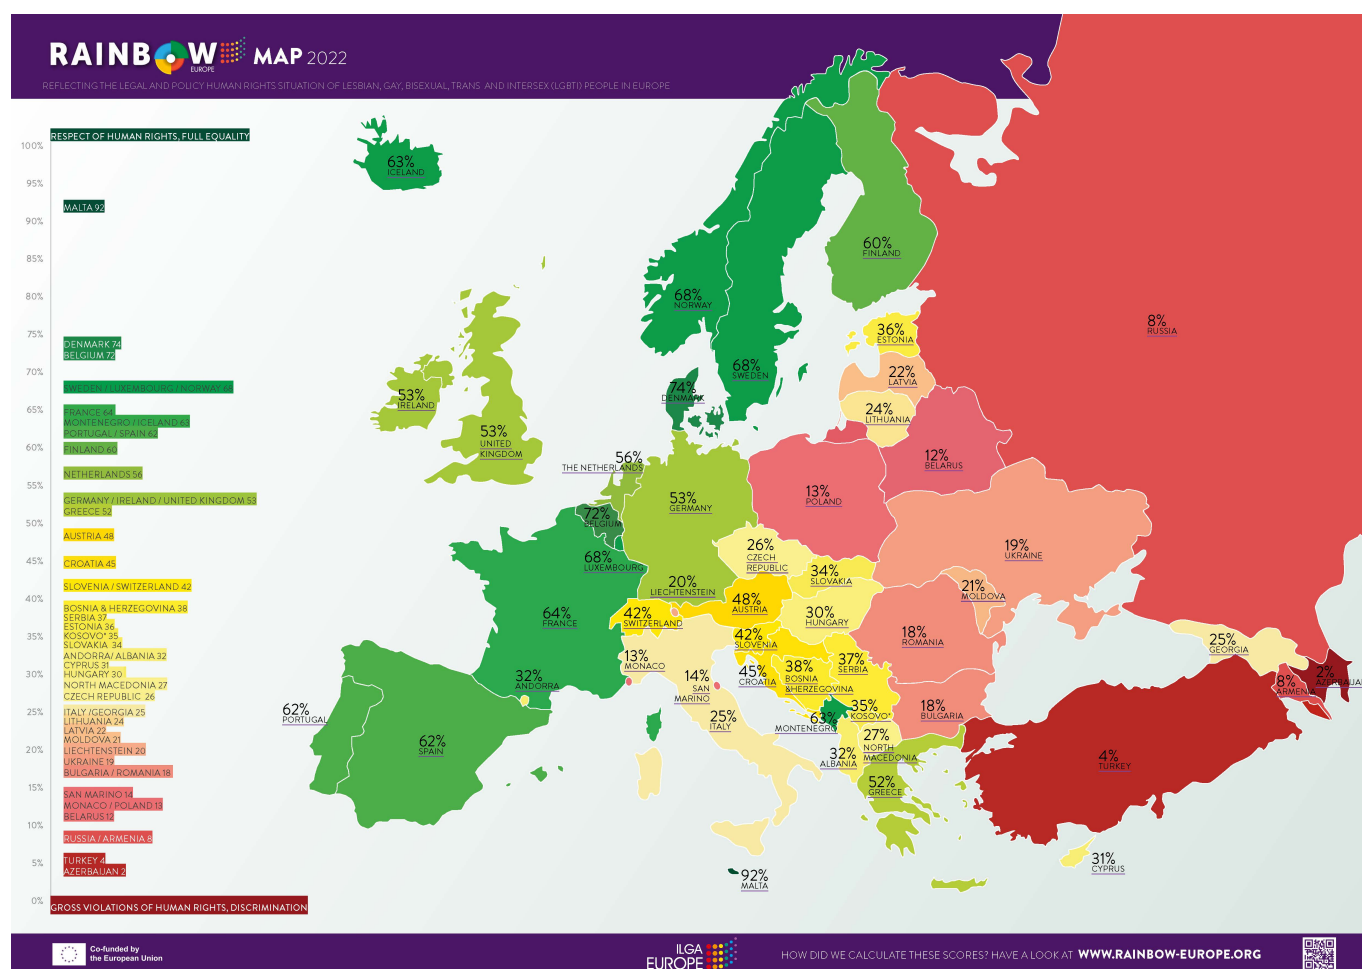 RAINBOW EUROPE MAP 2022
REFLECTING THE LEGAL AND POLICY HUMAN RIGHTS SITUATION OF LESBIAN, GAY, BISEXUAL, TRANS AND INTERSEX (LGBTI) PEOPLE IN EUROPE
RESPECT OF HUMAN RIGHTS, FULL EQUALITY
100%
95%
MALTA 92
90%
85%
80%
75%
DENMARK 74
BELGIUM 72
70%
SWEDEN / LUXEMBOURG / NORWAY 68
65%
FRANCE 64
MONTENEGRO / ICELAND 63
PORTUGAL / SPAIN 62
60%
FINLAND 60
NETHERLANDS 56
55%
GERMANY / IRELAND / UNITED KINGDOM 53
GREECE 52
50%
AUSTRIA 48
45%
CROATIA 45
SLOVENIA / SWITZERLAND 42
40%
BOSNIA & HERZEGOVINA 38
SERBIA 37
ESTONIA 36
35%
KOSOVO* 35
SLOVAKIA 34
ANDORRA/ ALBANIA 32
CYPRUS 31
30%
HUNGARY 30
NORTH MACEDONIA 27
CZECH REPUBLIC 26
25%
ITALY /GEORGIA 25
LITHUANIA 24
LATVIA 22
MOLDOVA 21
20%
LIECHTENSTEIN 20
UKRAINE 19
BULGARIA / ROMANIA 18
15%
SAN MARINO 14
MONACO / POLAND 13
BELARUS 12
10%
RUSSIA / ARMENIA 8
5%
TURKEY 4
AZERBAIJAN 2
0%
GROSS VIOLATIONS OF HUMAN RIGHTS, DISCRIMINATION
63%
ICELAND
60%
FINLAND
68%
NORWAY
68%
SWEDEN
8%
RUSSIA
36%
ESTONIA
22%
LATVIA
24%
LITHUANIA
74%
DENMARK
53%
IRELAND
53%
UNITED
KINGDOM
56%
THE NETHERLANDS
53%
GERMANY
13%
POLAND
12%
BELARUS
72%
BELGIUM
68%
LUXEMBOURG
26%
CZECH
REPUBLIC
34%
SLOVAKIA
19%
UKRAINE
20%
LIECHTENSTEIN
48%
AUSTRIA
30%
HUNGARY
21%
MOLDOVA
64%
FRANCE
42%
SWITZERLAND
42%
SLOVENIA
18%
ROMANIA
25%
GEORGIA
13%
MONACO
14%
SAN
MARINO
45%
CROATIA
38%
BOSNIA
&HERZEGOVINA
37%
SERBIA
8%
ARMENIA
2%
AZERBAIJAN
32%
ANDORRA
62%
PORTUGAL
62%
SPAIN
25%
ITALY
63%
MONTENEGRO
35%
KOSOVO*
18%
BULGARIA
32%
ALBANIA
27%
NORTH
MACEDONIA
52%
GREECE
4%
TURKEY
31%
CYPRUS
92%
MALTA
Co-funded by
the European Union
ILGA
EUROPE
HOW DID WE CALCULATE THESE SCORES? HAVE A LOOK AT WWW.RAINBOW-EUROPE.ORG